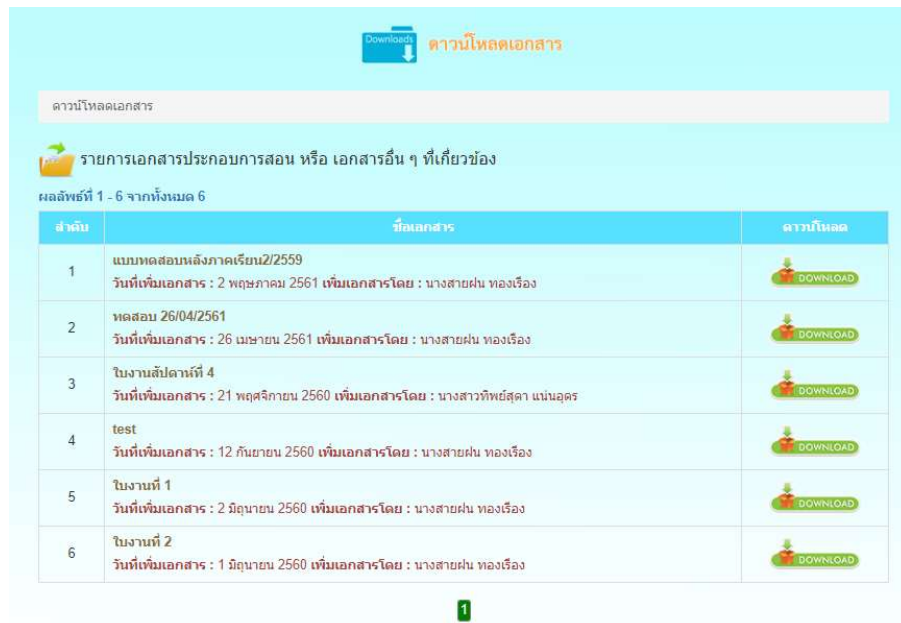 Downloads ดาวน์โหลดเอกสาร
ดาวน์โหลดเอกสาร
รายการเอกสารประกอบการสอน หรือ เอกสารอื่น ๆ ที่เกี่ยวข้อง
ผลลัพธ์ที่ 1 - 6 จากทั้งหมด 6
ลำดับ ชื่อเอกสาร ดาวน์โหลด
1 แบบทดสอบหลังภาคเรียน2/2559 DOWNLOAD
วันที่เพิ่มเอกสาร : 2 พฤษภาคม 2561 เพิ่มเอกสารโดย : นางสายฝน ทองเรือง
2 ทดสอบ 26/04/2561 DOWNLOAD
วันที่เพิ่มเอกสาร : 26 เมษายน 2561 เพิ่มเอกสารโดย : นางสายฝน ทองเรือง
3 ใบงานสัปดาห์ที่ 4 DOWNLOAD
วันที่เพิ่มเอกสาร : 21 พฤศจิกายน 2560 เพิ่มเอกสารโดย : นางสาวทิพย์สุดา แน่นอุดร
4 test DOWNLOAD
วันที่เพิ่มเอกสาร : 12 กันยายน 2560 เพิ่มเอกสารโดย : นางสายฝน ทองเรือง
5 ใบงานที่ 1 DOWNLOAD
วันที่เพิ่มเอกสาร : 2 มิถุนายน 2560 เพิ่มเอกสารโดย : นางสายฝน ทองเรือง
6 ใบงานที่ 2 DOWNLOAD
วันที่เพิ่มเอกสาร : 1 มิถุนายน 2560 เพิ่มเอกสารโดย : นางสายฝน ทองเรือง
1